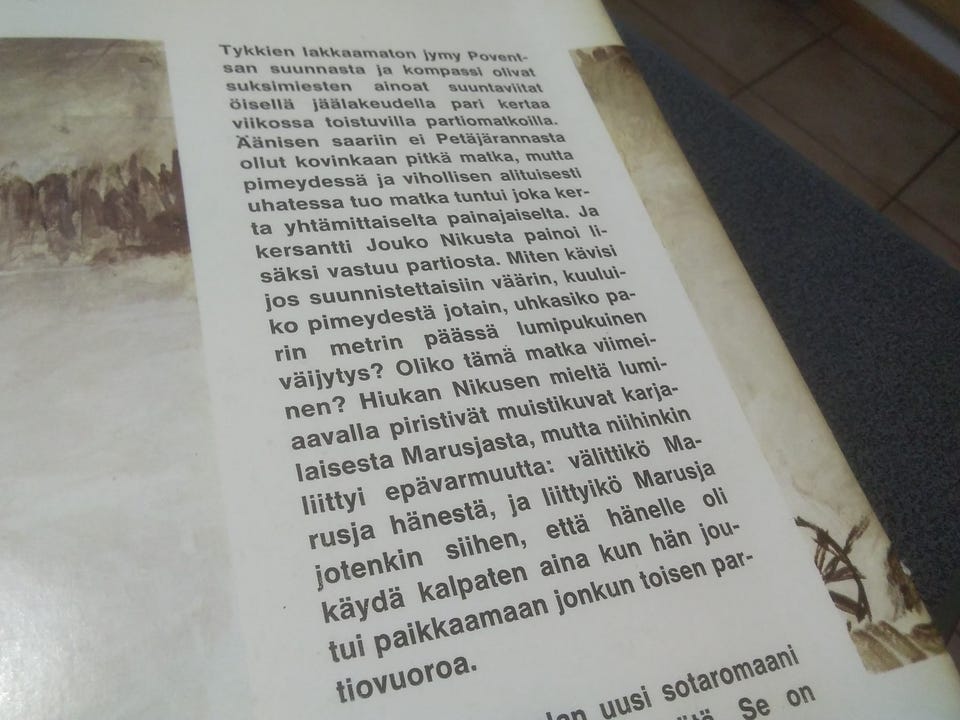 Tykkien lakkaamaton jymy Povent-
san suunnasta ja kompassi olivat
suksimiesten ainoat suuntaviitat
öisellä jäälakeudella pari kertaa
viikossa toistuvilla partiomatkoilla.
Äänisen saariin ei Petäjärannasta
ollut kovinkaan pitkä matka, mutta
pimeydessä ja vihollisen alituisesti
uhatessa tuo matka tuntui joka ker-
ta yhtämittaiselta painajaiselta. Ja
kersantti Jouko Nikusta painoi li-
säksi vastuu partiosta. Miten kävisi
jos suunnistettaisiin väärin, kuului-
ko pimeydestä jotain, uhkasiko pa-
rin metrin päässä lumipukuinen
väijytys? Oliko tämä matka viimei-
nen? Hiukan Nikusen mieltä lumi-
aavalla piristivät muistikuvat karja-
laisesta Marusjasta, mutta niihinkin
liittyi epävarmuutta: välittikö Ma-
rusja hänestä, ja liittyikö Marusja
jotenkin siihen, että hänelle oli
käydä kalpaten aina kun hän jou-
tui paikkaamaan jonkun toisen par-
tiovuoroa.
uusi sotaromaani
Se on